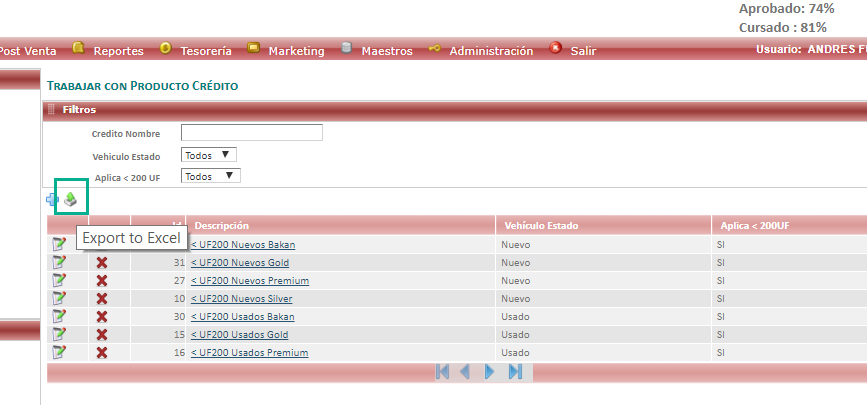 Aprobado: 74%
Cursado : 81%
Post Venta Reportes Tesorería Marketing Maestros Administración Salir Usuario: ANDRES
TRABAJAR CON PRODUCTO CRÉDITO
Filtros
Credito Nombre
Vehiculo Estado Todos
Aplica < 200 UF Todos
Id Descripción Vehículo Estado Aplica < 200UF
Export to Excel
< UF200 Nuevos Bakan Nuevo SI
31 < UF200 Nuevos Gold Nuevo SI
27 < UF200 Nuevos Premium Nuevo SI
10 < UF200 Nuevos Silver Nuevo SI
30 < UF200 Usados Bakan Usado SI
15 < UF200 Usados Gold Usado SI
16 < UF200 Usados Premium Usado SI